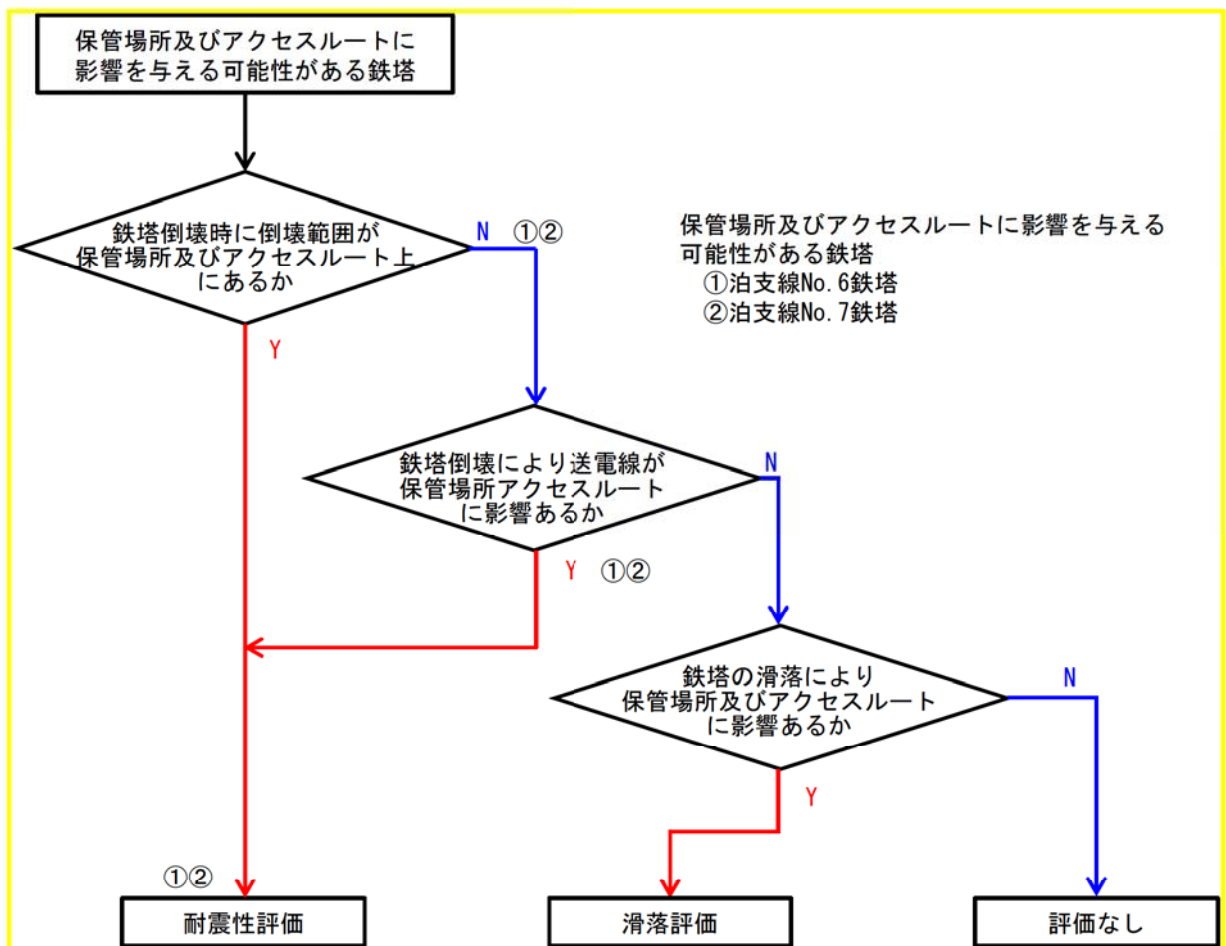 保管場所及びアクセスルートに
影響を与える可能性がある鉄塔
鉄塔倒壊時に倒壊範囲が
保管場所及びアクセスルート上
にあるか
N ①②
Y
保管場所及びアクセスルートに影響を与える
可能性がある鉄塔
①泊支線No.6鉄塔
②泊支線No.7鉄塔
鉄塔倒壊により送電線が
保管場所アクセスルート
に影響あるか
N
Y ①②
鉄塔の滑落により
保管場所及びアクセスルート
に影響あるか
N
Y
①②
耐震性評価
滑落評価
評価なし